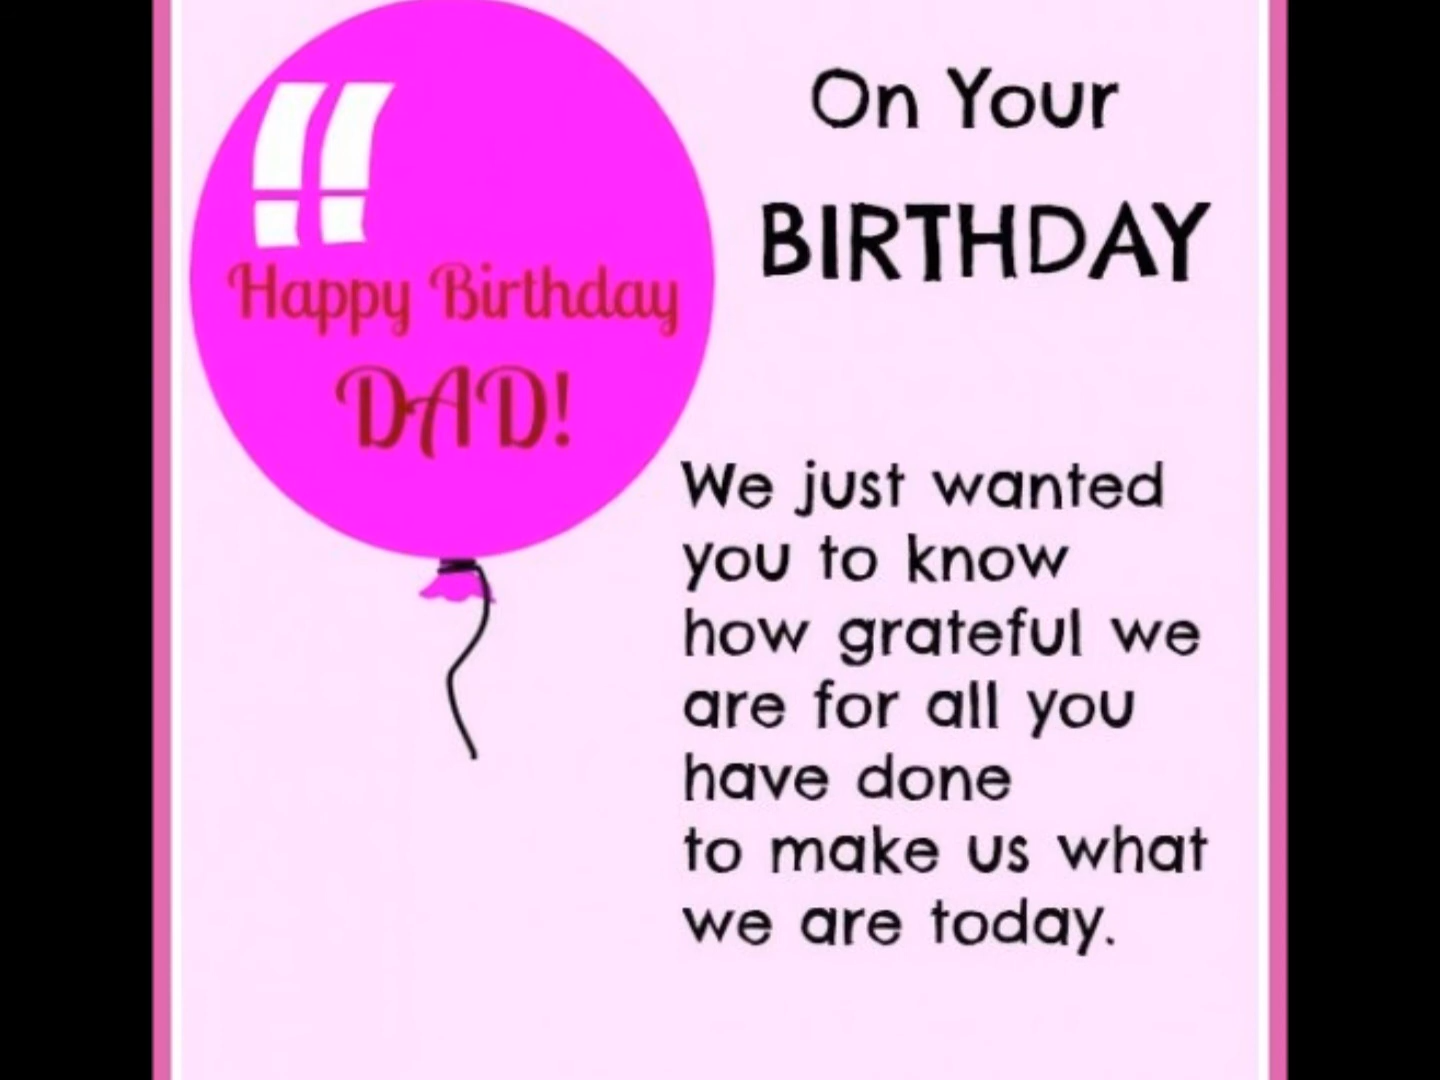 Happy Birthday
DAD!
On Your
BIRTHDAY
We just wanted
you to know
how grateful we
are for all you
have done
to make us what
we are today.